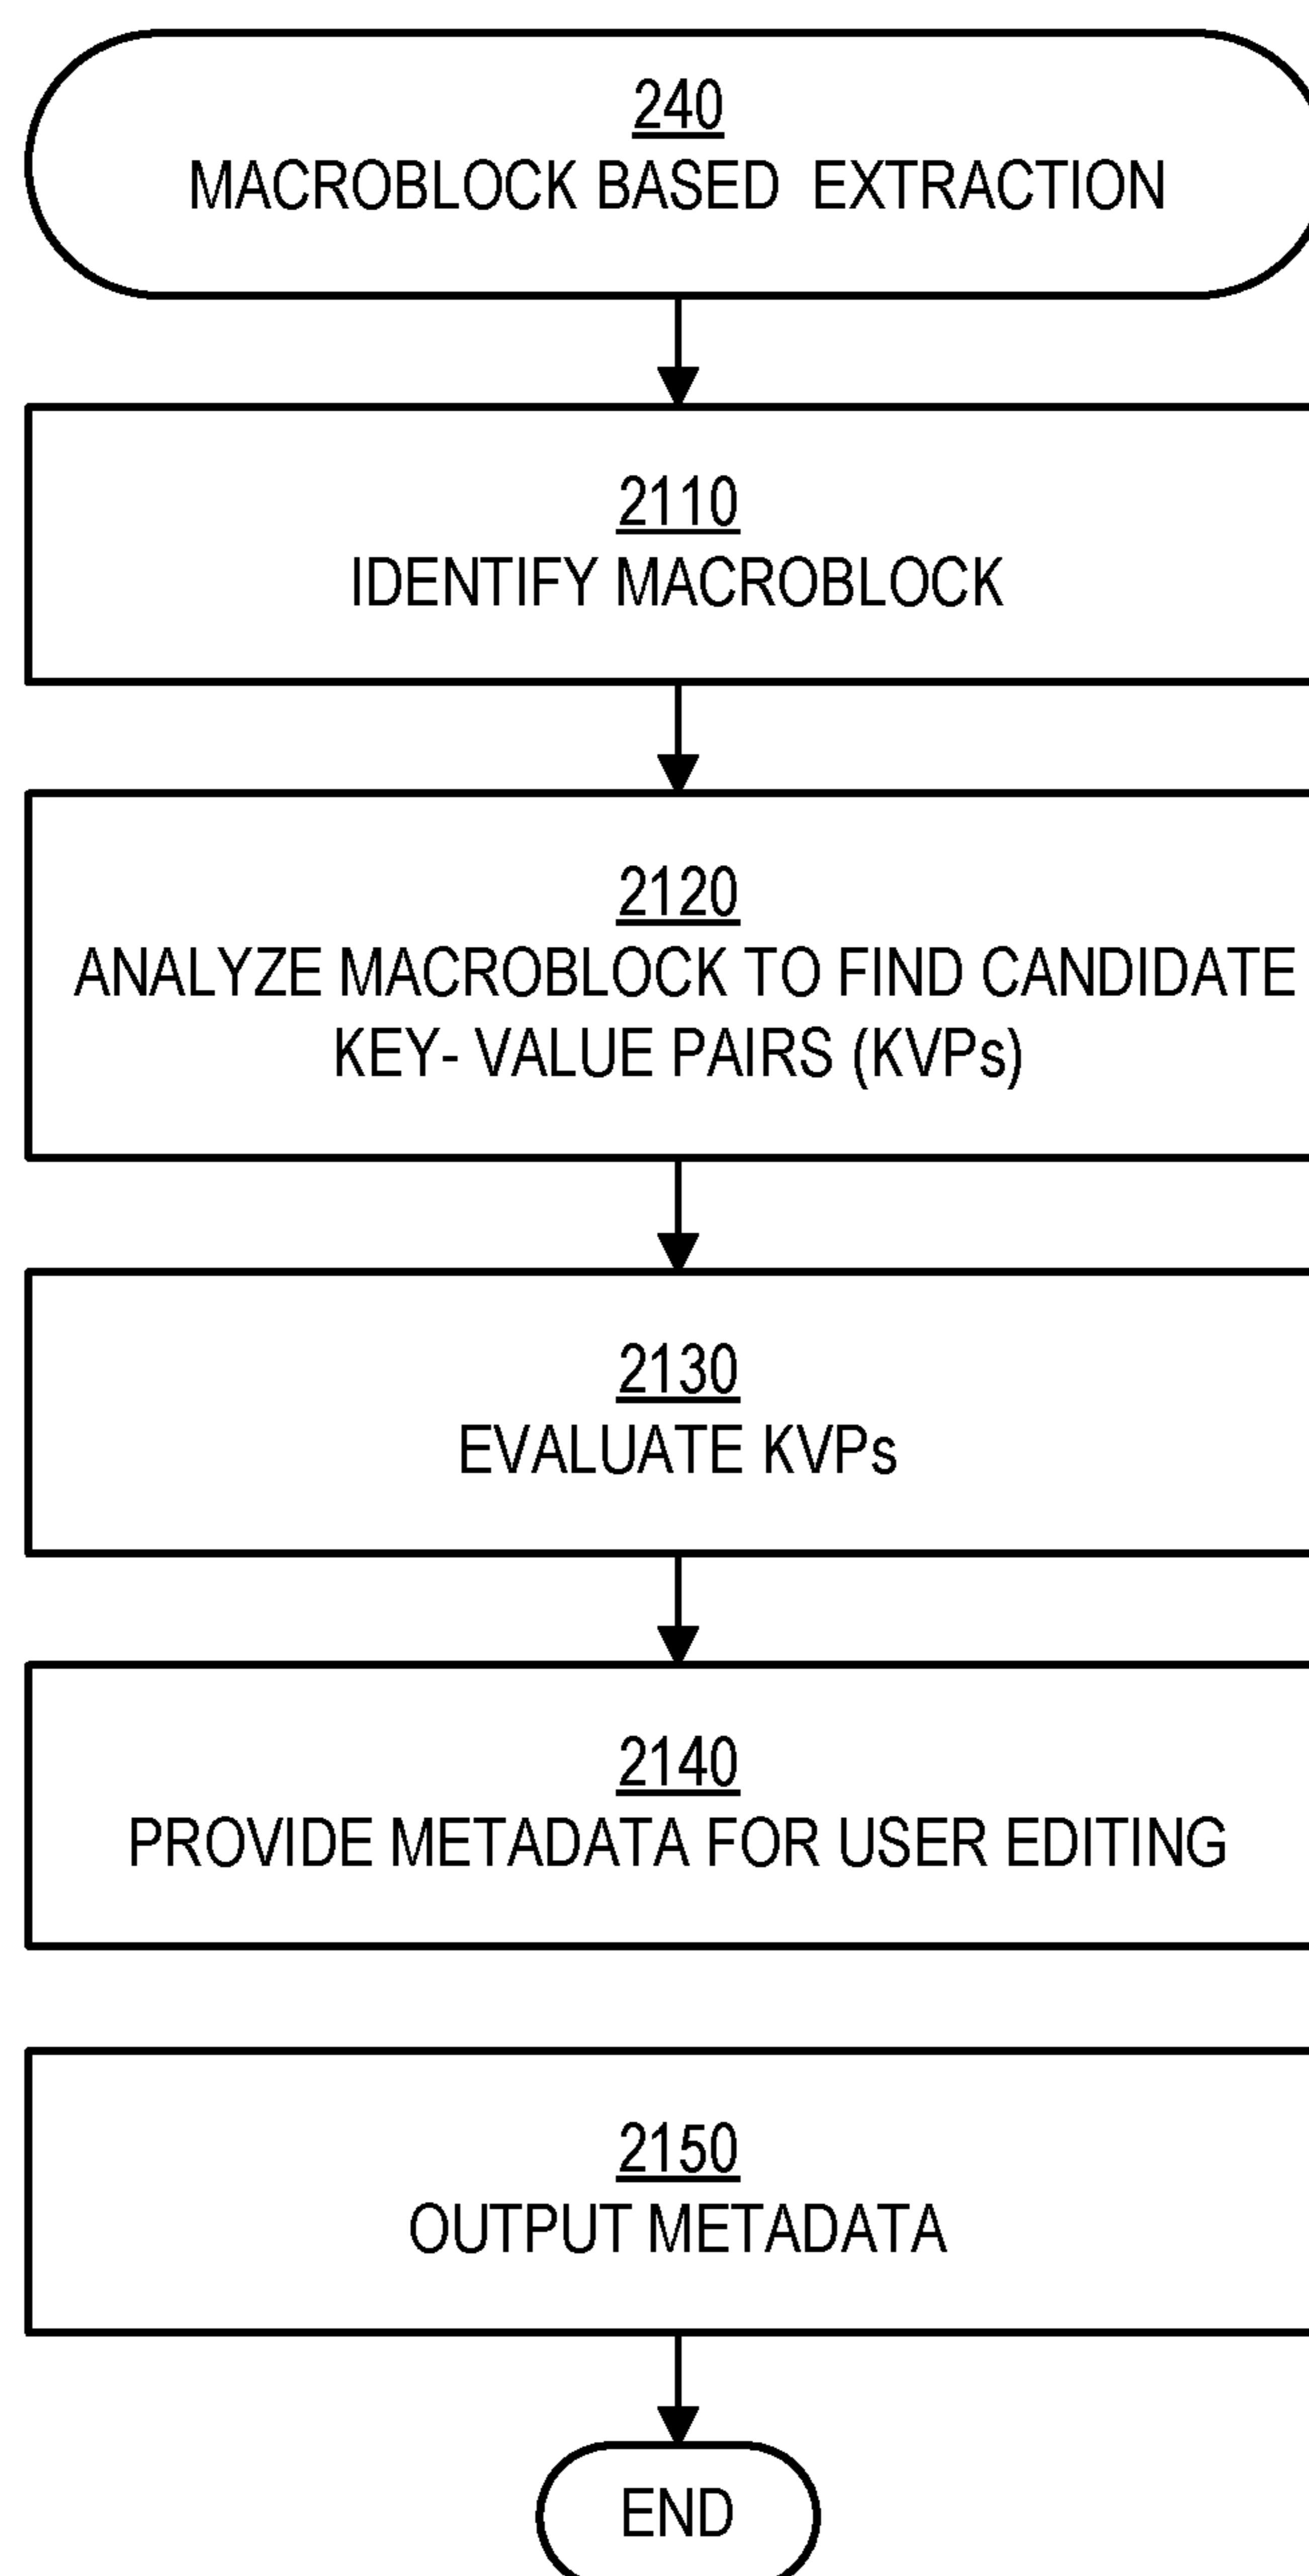 240
MACROBLOCK BASED EXTRACTION
2110
IDENTIFY MACROBLOCK
2120
ANALYZE MACROBLOCK TO FIND CANDIDATE
KEY- VALUE PAIRS (KVPs)
2130
EVALUATE KVPs
2140
PROVIDE METADATA FOR USER EDITING
2150
OUTPUT METADATA
END